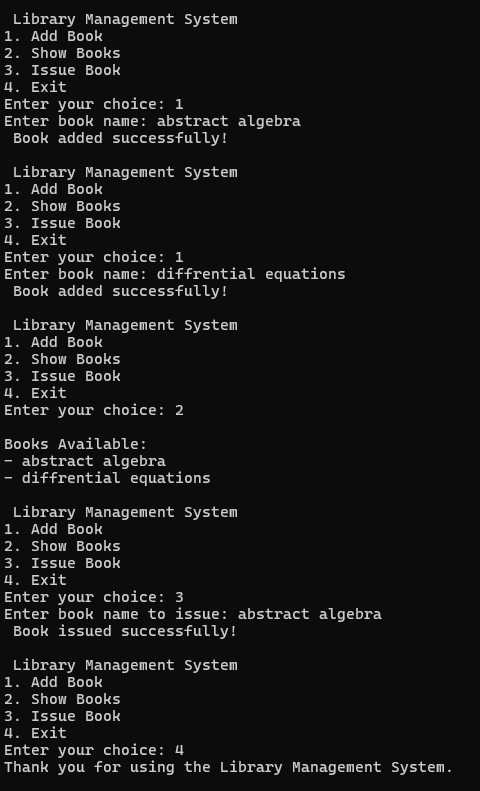 Library Management System
1. Add Book
2. Show Books
3. Issue Book
4. Exit
Enter your choice: 1
Enter book name: abstract algebra
Book added successfully!
Library Management System
1. Add Book
2. Show Books
3. Issue Book
4. Exit
Enter your choice: 1
Enter book name: diffrential equations
Book added successfully!
Library Management System
1. Add Book
2. Show Books
3. Issue Book
4. Exit
Enter your choice: 2
Books Available:
- abstract algebra
- diffrential equations
Library Management System
1. Add Book
2. Show Books
3. Issue Book
4. Exit
Enter your choice: 3
Enter book name to issue: abstract algebra
Book issued successfully!
Library Management System
1. Add Book
2. Show Books
3. Issue Book
4. Exit
Enter your choice: 4
Thank you for using the Library Management System.